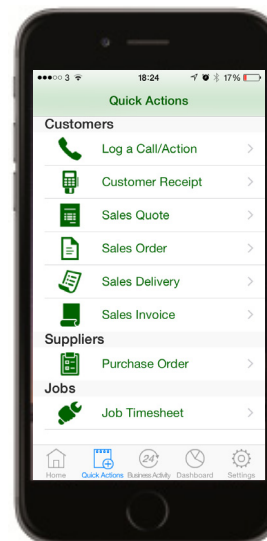 3 18:24 17%
Quick Actions
Customers
Log a Call/Action
Customer Receipt
Sales Quote
Sales Order
Sales Delivery
Sales Invoice
Suppliers
Purchase Order
Jobs
Job Timesheet
24
Home Quick Actions Business Activity Dashboard Settings